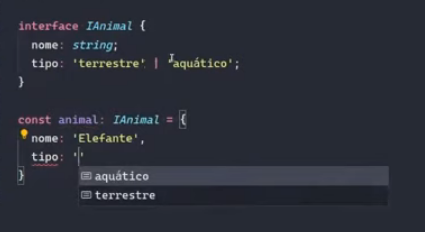 interface IAnimal {
nome: string;
tipo: 'terrestre' | 'aquático';
}
const animal: IAnimal = {
nome: 'Elefante',
tipo: ''
}
aquático
terrestre